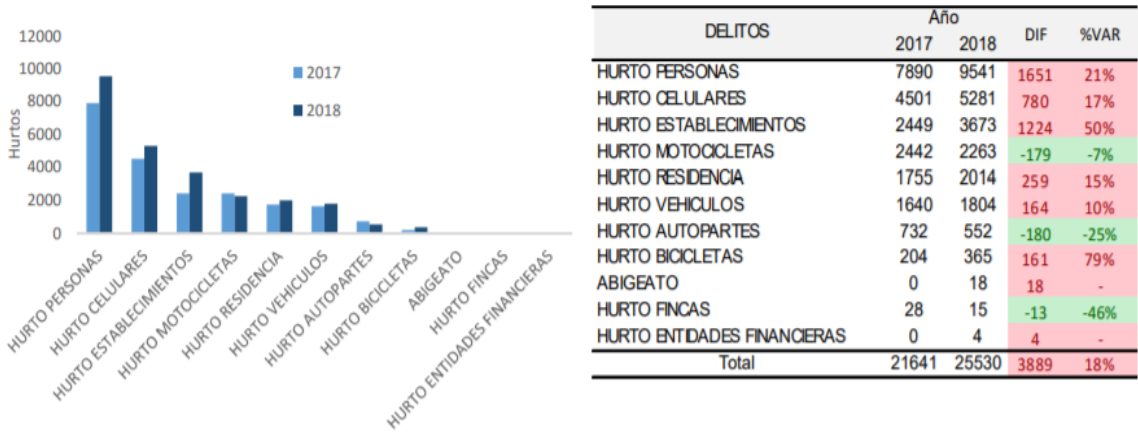 12000
10000
8000
6000
4000
2000
0
Hurtos
2017
2018
HURTO PERSONAS
HURTO CELULARES
HURTO ESTABLECIMIENTOS
HURTO MOTOCICLETAS
HURTO RESIDENCIA
HURTO VEHICULOS
HURTO AUTOPARTES
HURTO BICICLETAS
ABIGEATO
HURTO FINCAS
HURTO ENTIDADES FINANCIERAS
DELITOS Año DIF %VAR
2017 2018
HURTO PERSONAS 7890 9541 1651 21%
HURTO CELULARES 4501 5281 780 17%
HURTO ESTABLECIMIENTOS 2449 3673 1224 50%
HURTO MOTOCICLETAS 2442 2263 -179 -7%
HURTO RESIDENCIA 1755 2014 259 15%
HURTO VEHICULOS 1640 1804 164 10%
HURTO AUTOPARTES 732 552 -180 -25%
HURTO BICICLETAS 204 365 161 79%
ABIGEATO 0 18 18 -
HURTO FINCAS 28 15 -13 -46%
HURTO ENTIDADES FINANCIERAS 0 4 4 -
Total 21641 25530 3889 18%